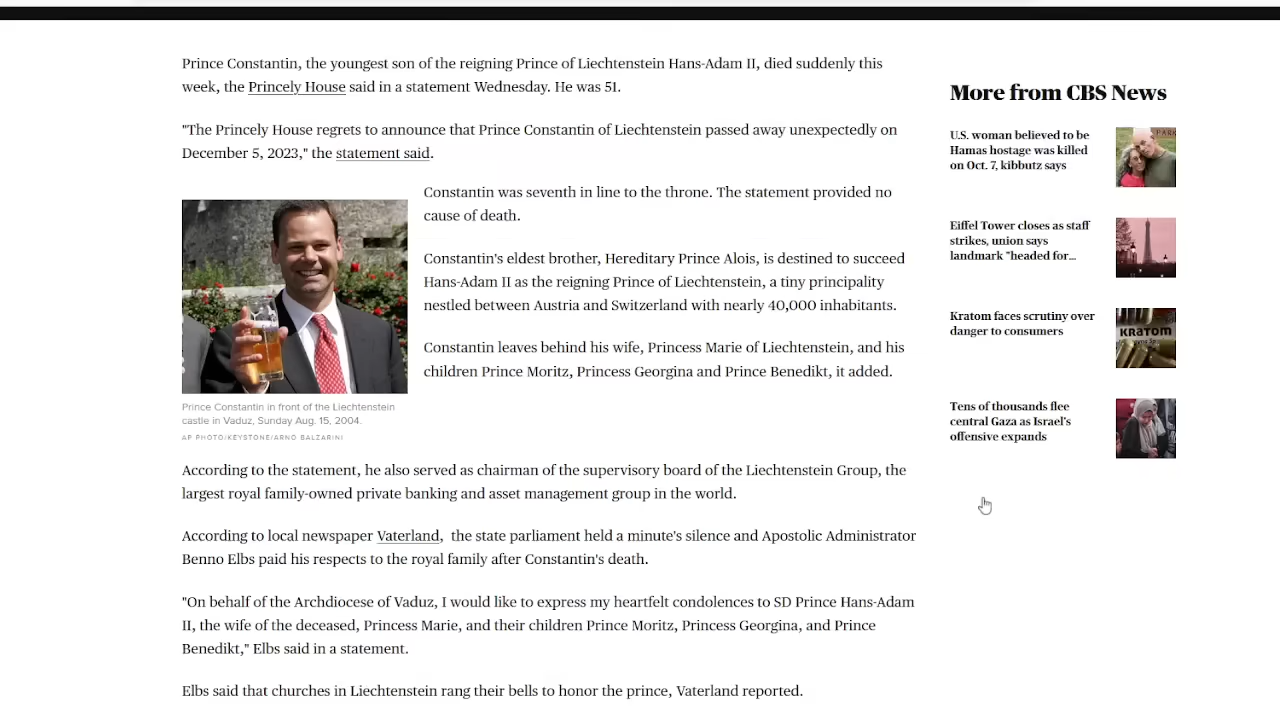 Prince Constantin, the youngest son of the reigning Prince of Liechtenstein Hans-Adam II, died suddenly this
week, the Princely House said in a statement Wednesday. He was 51.
"The Princely House regrets to announce that Prince Constantin of Liechtenstein passed away unexpectedly on
December 5, 2023," the statement said.
Constantin was seventh in line to the throne. The statement provided no
cause of death.
Constantin's eldest brother, Hereditary Prince Alois, is destined to succeed
Hans-Adam II as the reigning Prince of Liechtenstein, a tiny principality
nestled between Austria and Switzerland with nearly 40,000 inhabitants.
Constantin leaves behind his wife, Princess Marie of Liechtenstein, and his
children Prince Moritz, Princess Georgina and Prince Benedikt, it added.
Prince Constantin in front of the Liechtenstein
castle in Vaduz, Sunday Aug. 15, 2004.
AP PHOTO/KEYSTONE/ARNO BALZARINI
According to the statement, he also served as chairman of the supervisory board of the Liechtenstein Group, the
largest royal family-owned private banking and asset management group in the world.
According to local newspaper Vaterland, the state parliament held a minute's silence and Apostolic Administrator
Benno Elbs paid his respects to the royal family after Constantin's death.
"On behalf of the Archdiocese of Vaduz, I would like to express my heartfelt condolences to SD Prince Hans-Adam
II, the wife of the deceased, Princess Marie, and their children Prince Moritz, Princess Georgina, and Prince
Benedikt," Elbs said in a statement.
Elbs said that churches in Liechtenstein rang their bells to honor the prince, Vaterland reported.
More from CBS News
U.S. woman believed to be
Hamas hostage was killed
on Oct. 7, kibbutz says
PARK
Eiffel Tower closes as staff
strikes, union says
landmark "headed for...
Kratom faces scrutiny over
danger to consumers
KRATOM
Tens of thousands flee
central Gaza as Israel's
offensive expands